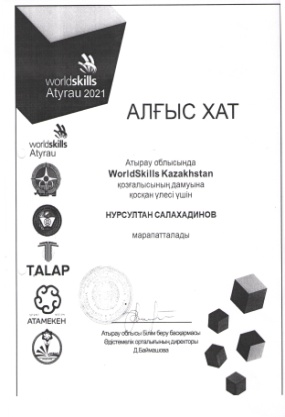 worldskills
Atyrau 2021
АЛҒЫС ХАТ
worldskills
Atyrau
Атырау облысында
WorldSkills Kazakhstan
қозғалысының дамуына
қосқан үлесі үшін
НУРСУЛТАН САЛАХАДИНОВ
марапатталады
TALAP
АТАМЕКЕН
Атырау облысы Білім беру басқармасы
Әдістемелік орталығының директоры
Д.Баймашова